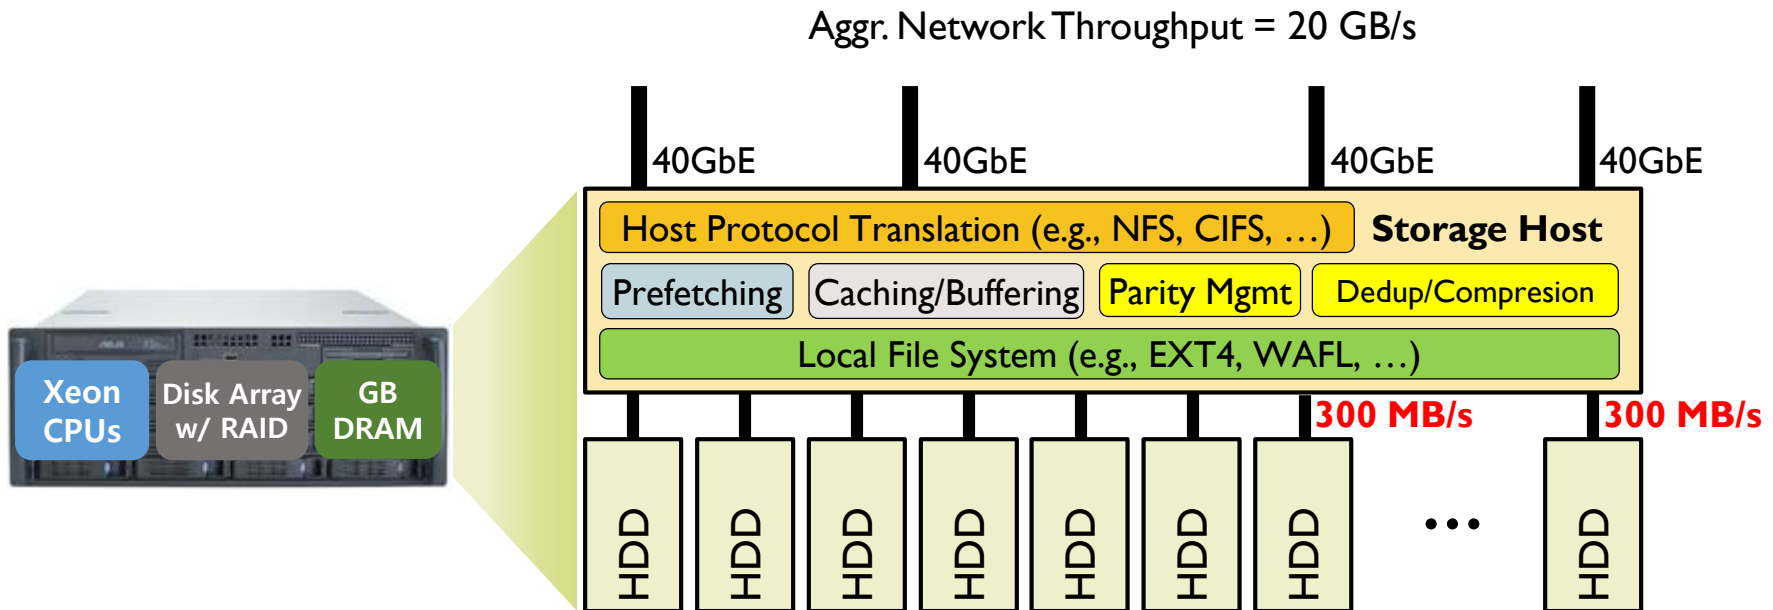 Aggr. Network Throughput = 20 GB/s
40GbE
40GbE
40GbE
40GbE
Host Protocol Translation (e.g., NFS, CIFS, …)
Storage Host
Prefetching
Caching/Buffering
Parity Mgmt
Dedup/Compresion
Local File System (e.g., EXT4, WAFL, …)
Xeon
CPUs
Disk Array
w/ RAID
GB
DRAM
300 MB/s
300 MB/s
HDD
HDD
HDD
HDD
HDD
HDD
HDD
...
HDD